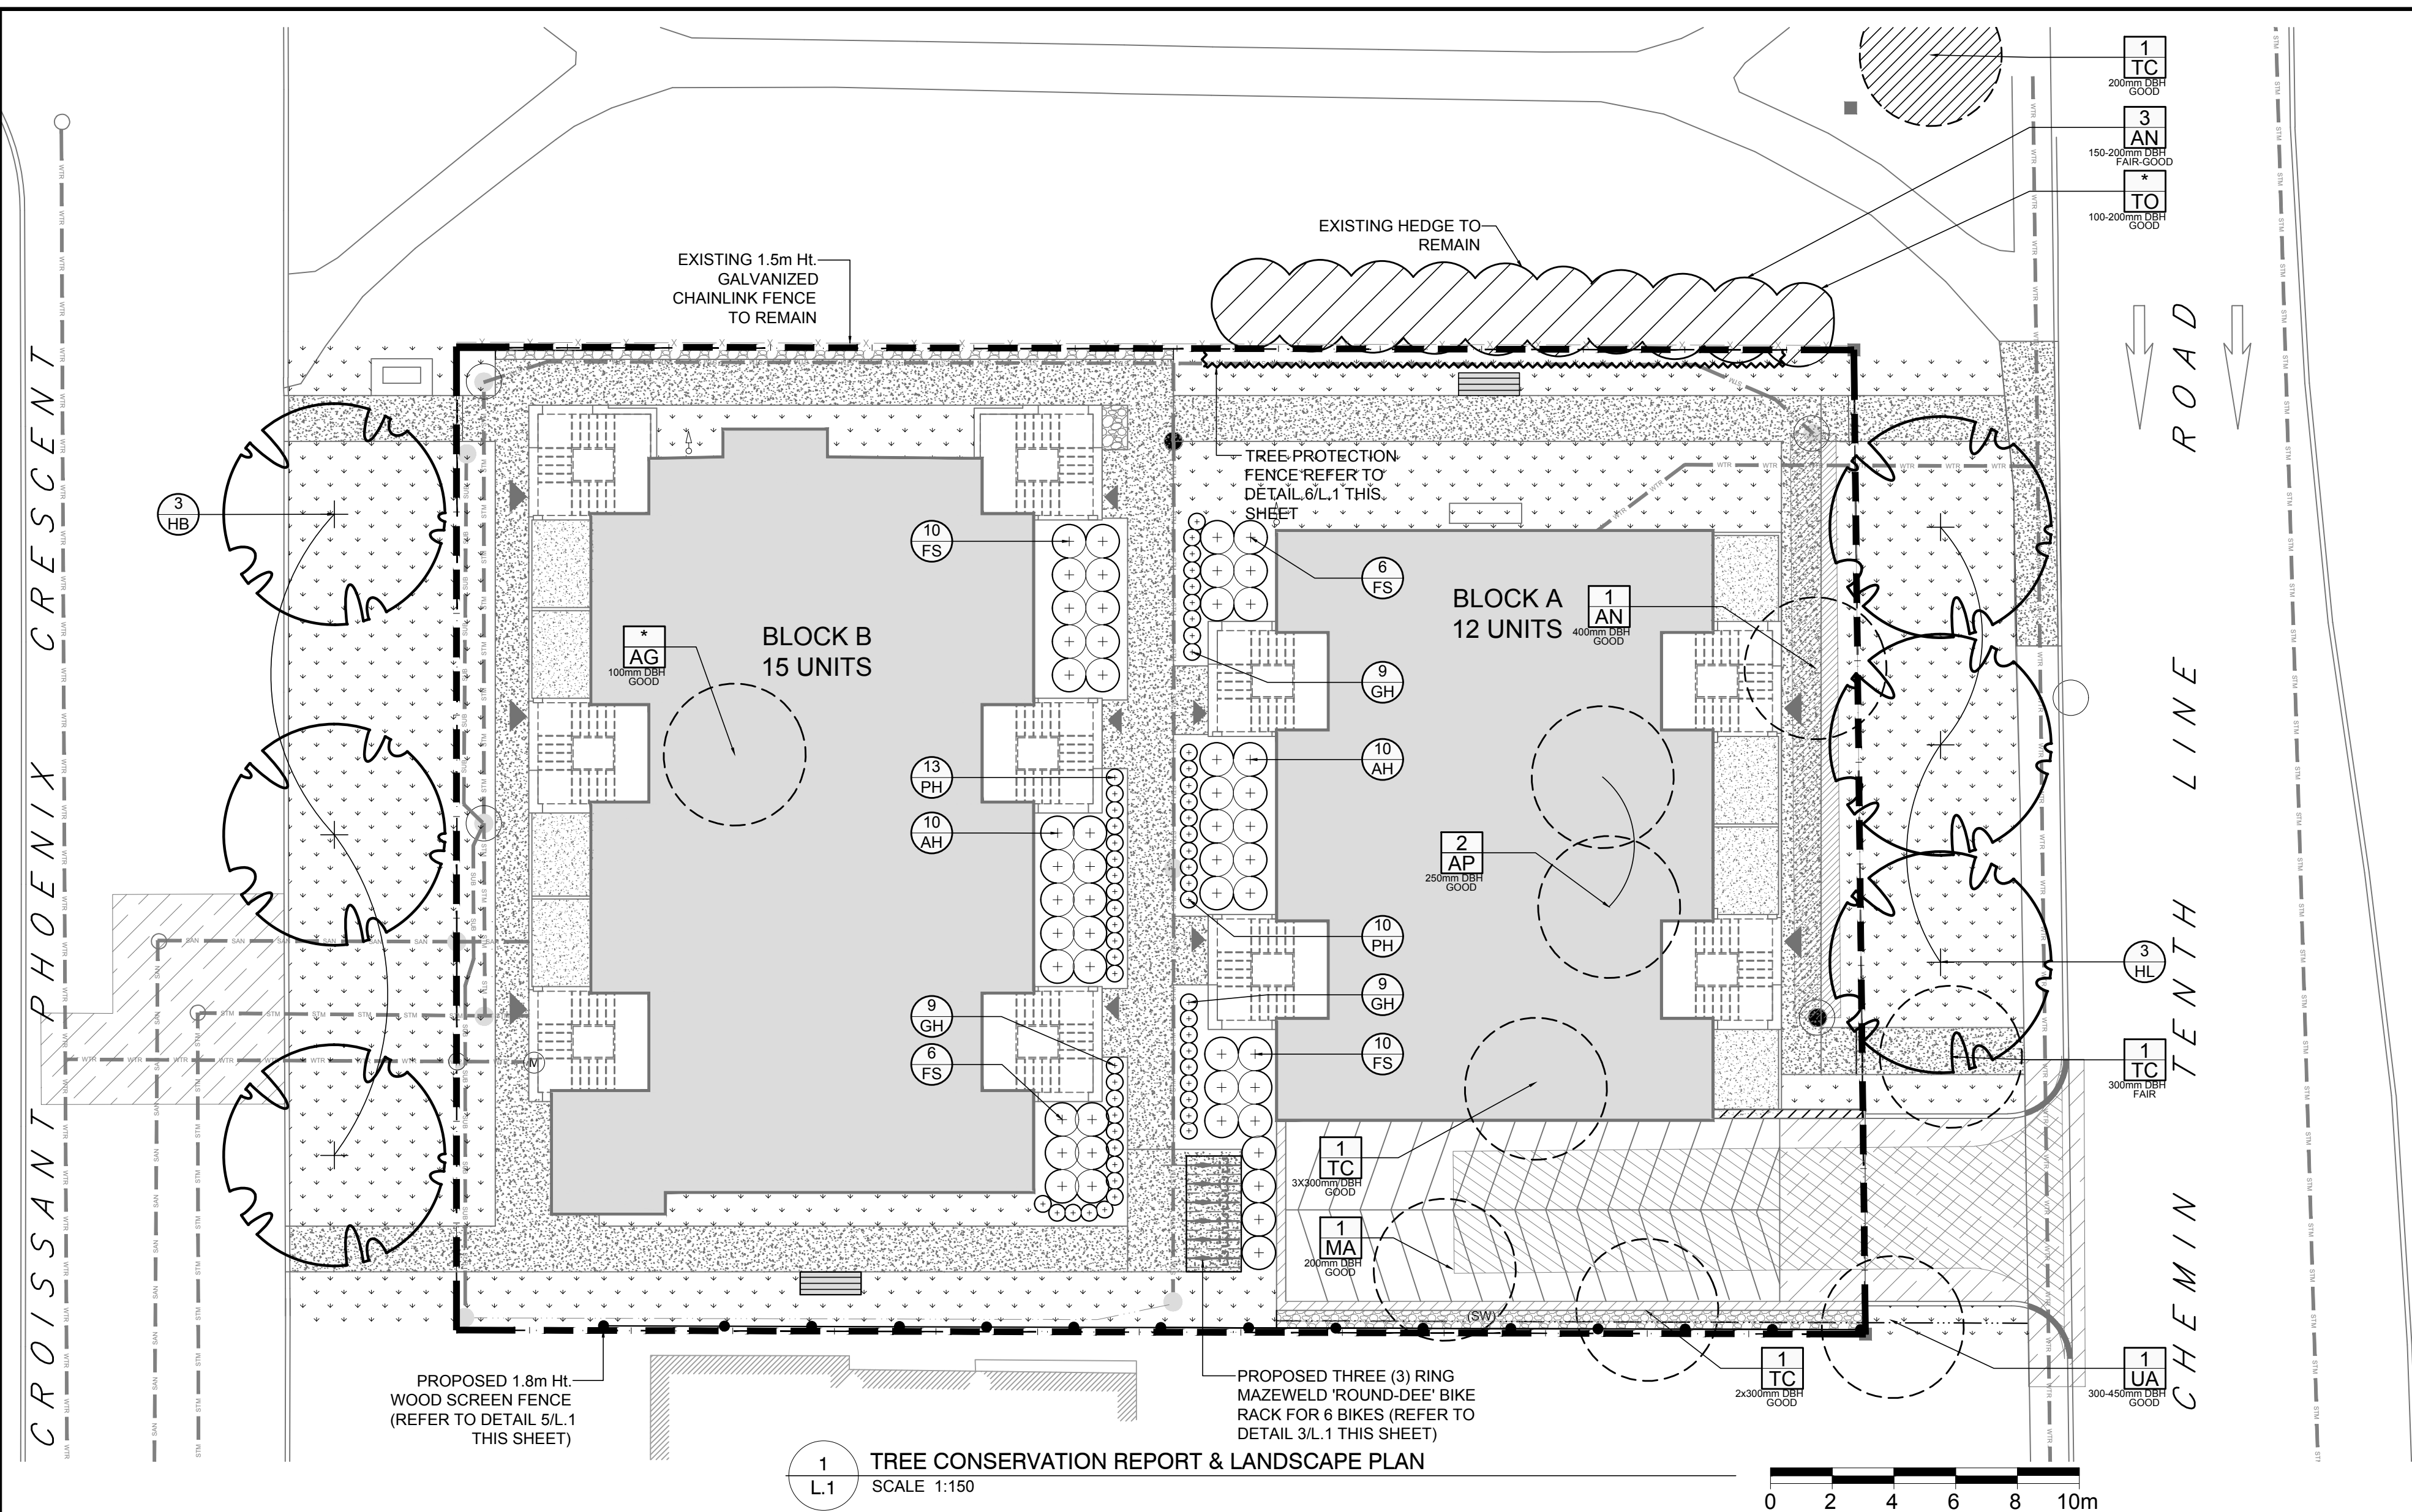 1
TC
200mm DBH
GOOD
3
AN
150-200mm DBH
FAIR-GOOD
*
TO
100-200mm DBH
GOOD
EXISTING HEDGE TO
REMAIN
EXISTING 1.5m Ht.
GALVANIZED
CHAINLINK FENCE
TO REMAIN
CROISSANT PHOENIX CRESCENT
CHEMIN TENTH LINE ROAD
TREE PROTECTION
FENCE REFER TO
DETAIL 6/L.1 THIS
SHEET
3
HB
10
FS
6
FS
BLOCK A
12 UNITS
1
AN
400mm DBH
GOOD
BLOCK B
15 UNITS
*
AG
100mm DBH
GOOD
9
GH
13
PH
10
AH
10
AH
2
AP
250mm DBH
GOOD
10
PH
9
GH
9
GH
6
FS
10
FS
3
HL
1
TC
300mm DBH
FAIR
1
TC
3X300mm/DBH
GOOD
1
MA
200mm DBH
GOOD
(SW)
M
WTR
STM
SAN
SUB
1
TC
2x300mm DBH
GOOD
1
UA
300-450mm DBH
GOOD
PROPOSED 1.8m Ht.
WOOD SCREEN FENCE
(REFER TO DETAIL 5/L.1
THIS SHEET)
PROPOSED THREE (3) RING
MAZEWELD 'ROUND-DEE' BIKE
RACK FOR 6 BIKES (REFER TO
DETAIL 3/L.1 THIS SHEET)
1
L.1
TREE CONSERVATION REPORT & LANDSCAPE PLAN
SCALE 1:150
0 2 4 6 8 10m